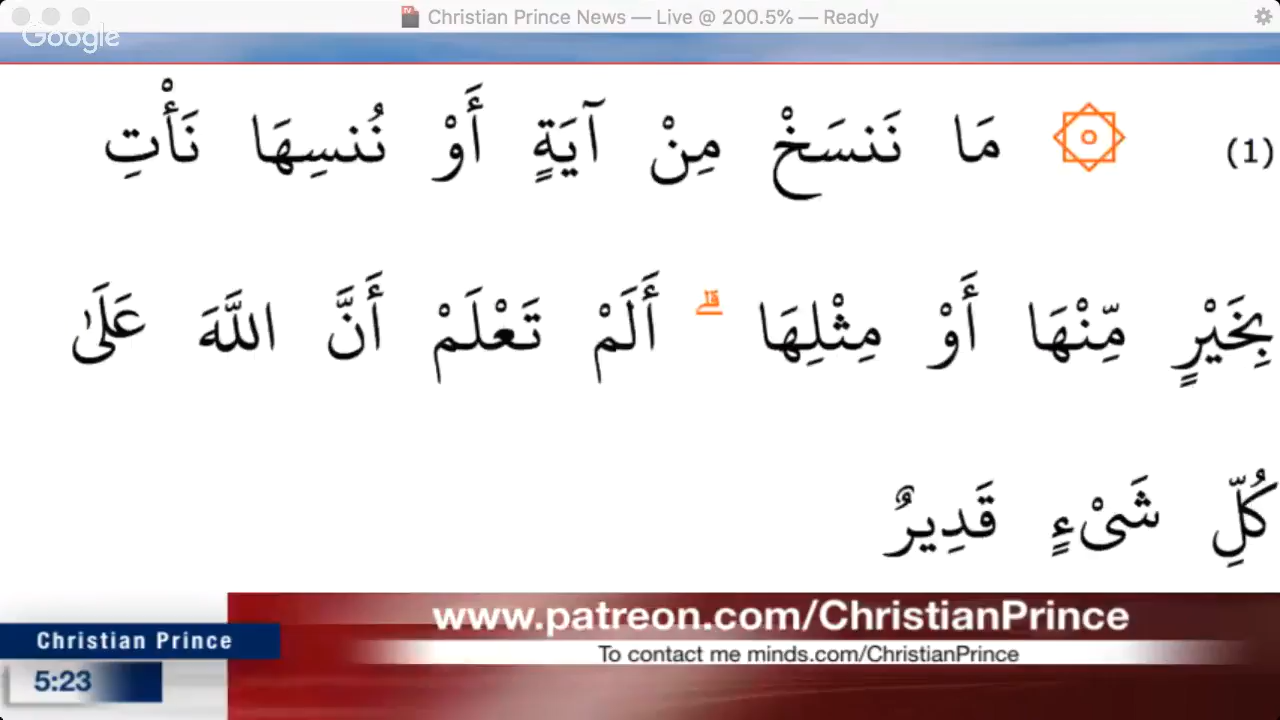 Christian Prince News — Live @ 200.5% — Ready
Google
(1) ۞ مَا نَنسَخْ مِنْ آيَةٍ أَوْ نُنسِهَا نَأْتِ
بِخَيْرٍ مِّنْهَا أَوْ مِثْلِهَا ۗ أَلَمْ تَعْلَمْ أَنَّ اللَّهَ عَلَىٰ
كُلِّ شَىْءٍ قَدِيرٌ
www.patreon.com/ChristianPrince
Christian Prince
To contact me minds.com/ChristianPrince
5:23